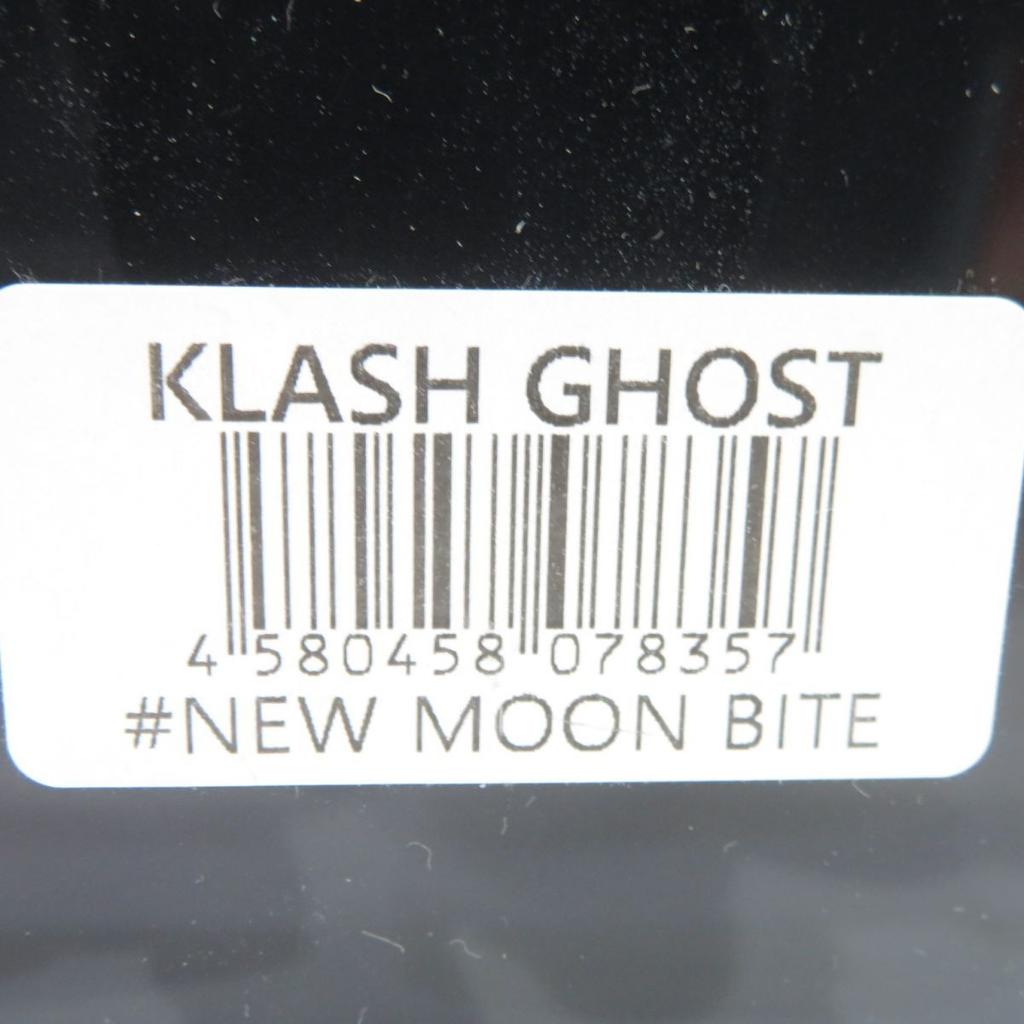 KLASH GHOST
4 580458 078357
#NEW MOON BITE